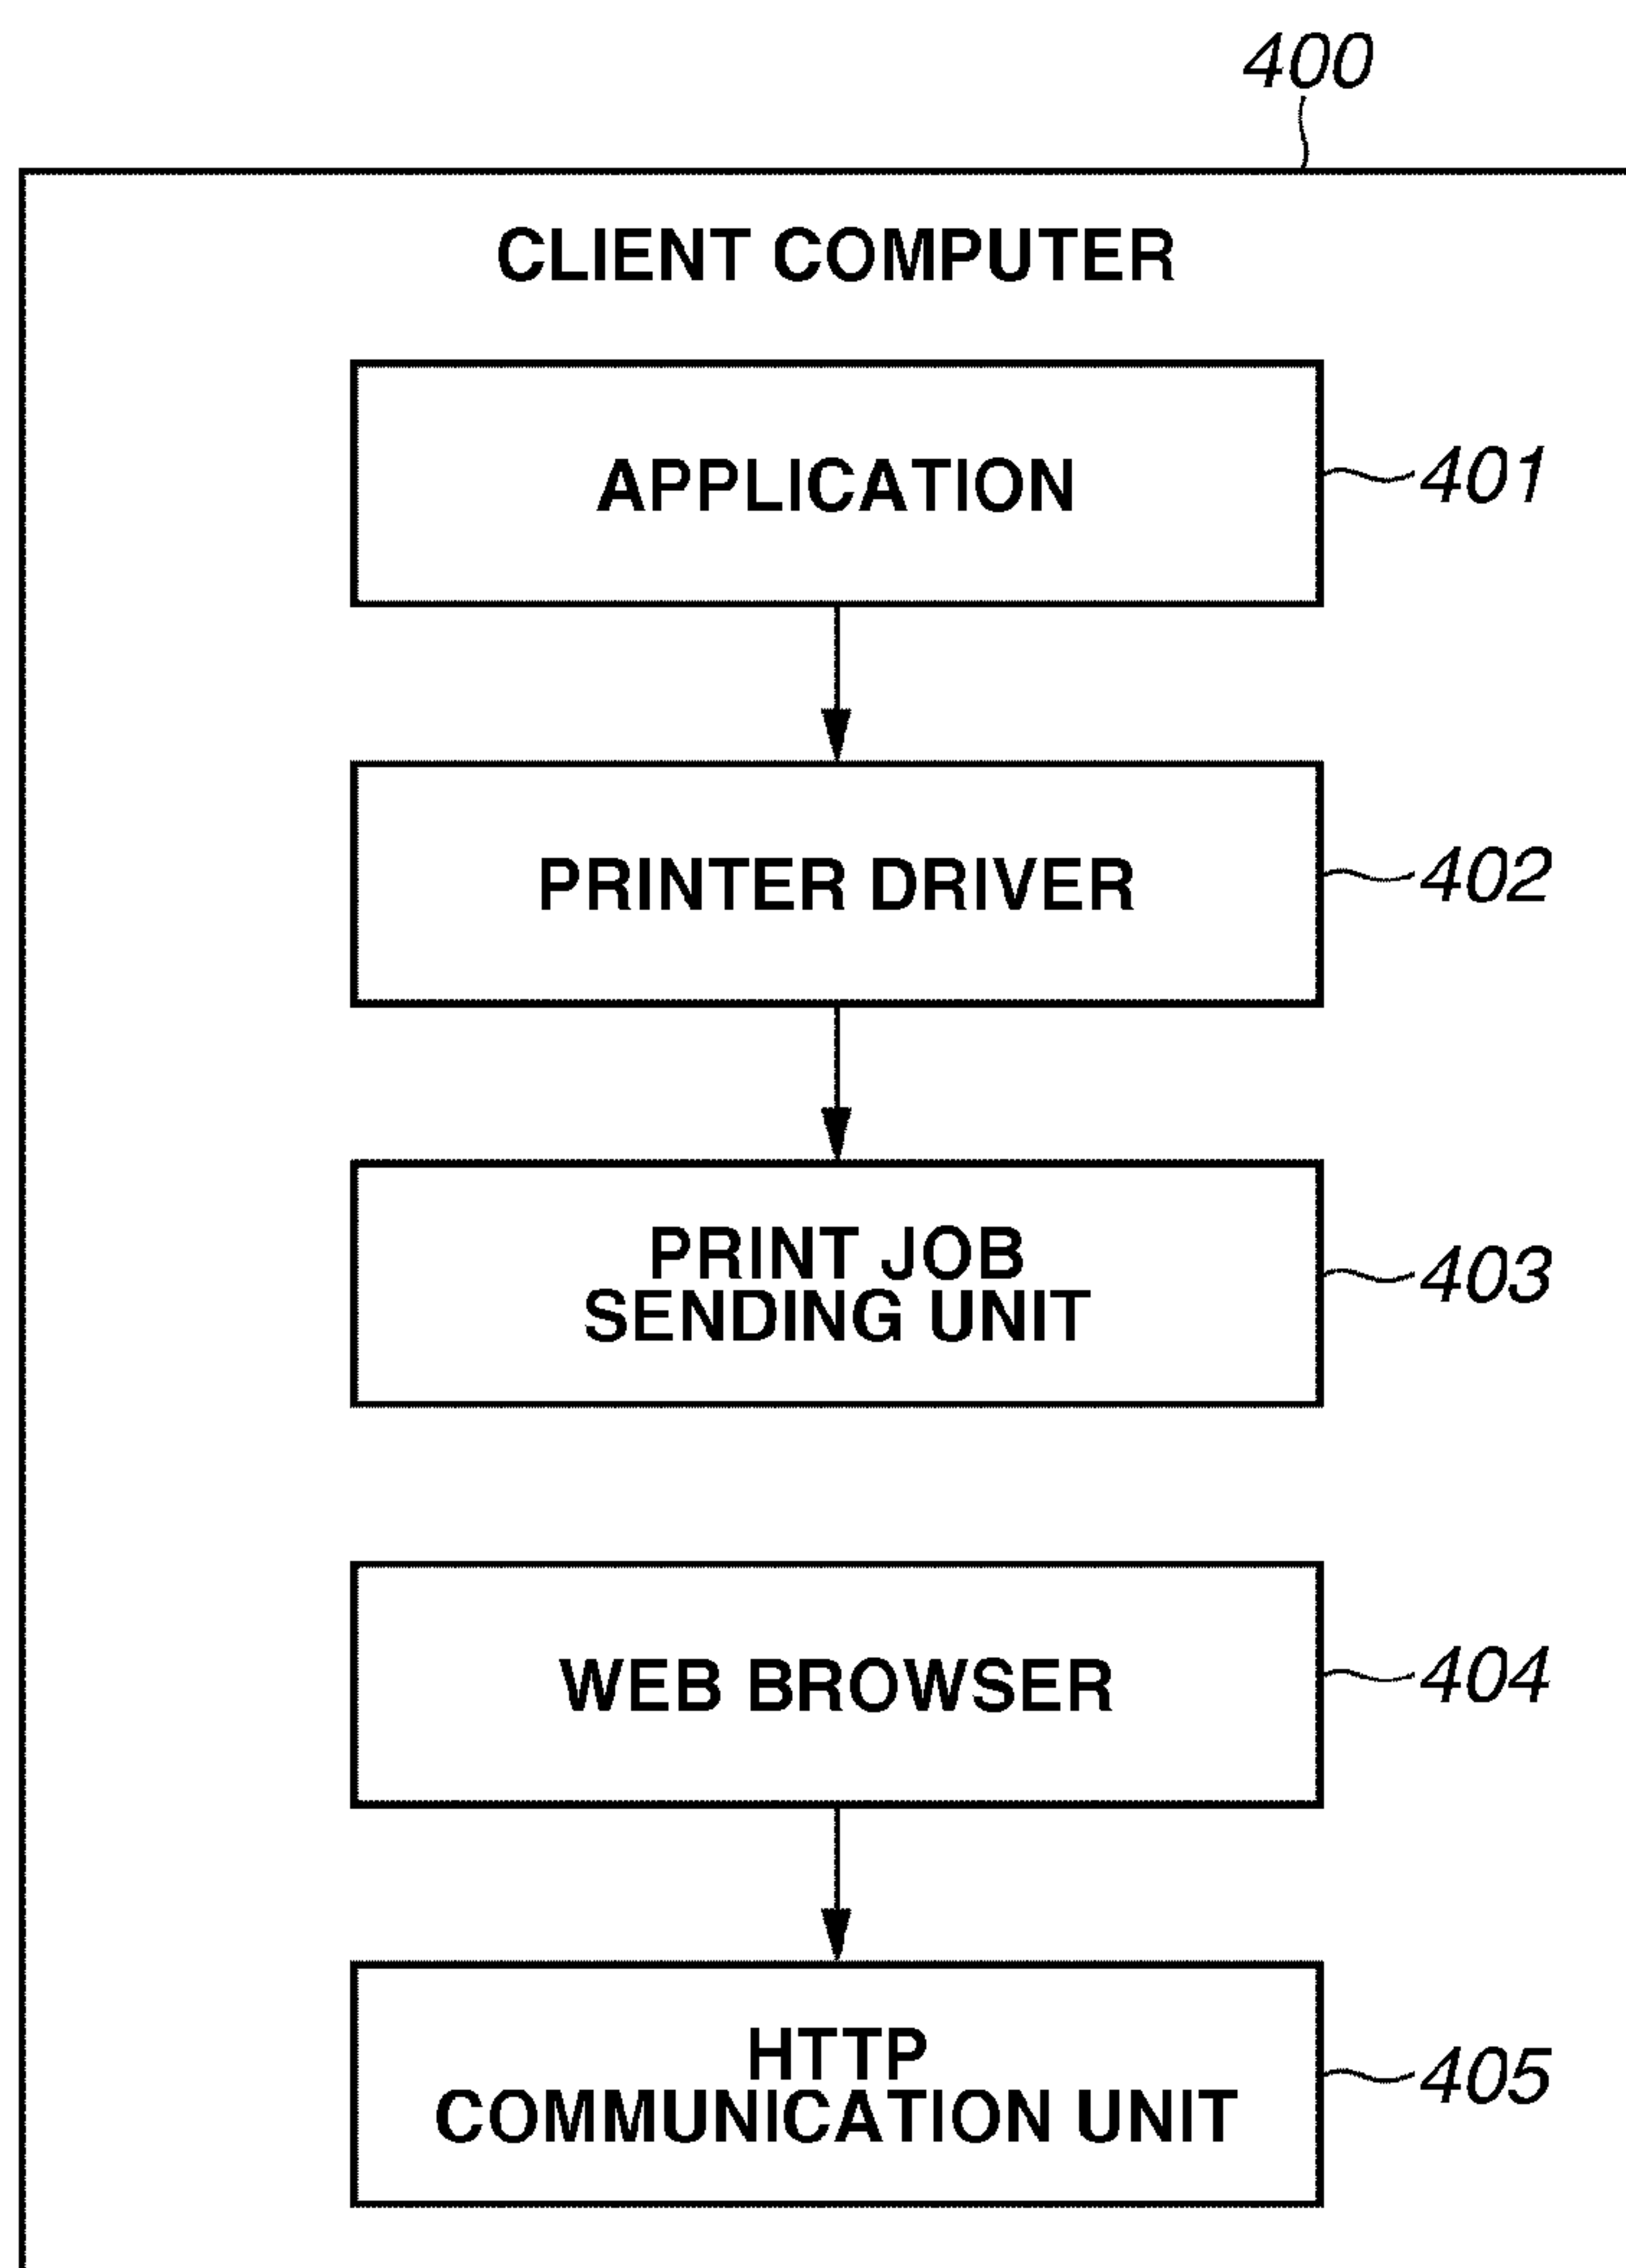 400
CLIENT COMPUTER
APPLICATION
401
PRINTER DRIVER
402
PRINT JOB
SENDING UNIT
403
WEB BROWSER
404
HTTP
COMMUNICATION UNIT
405